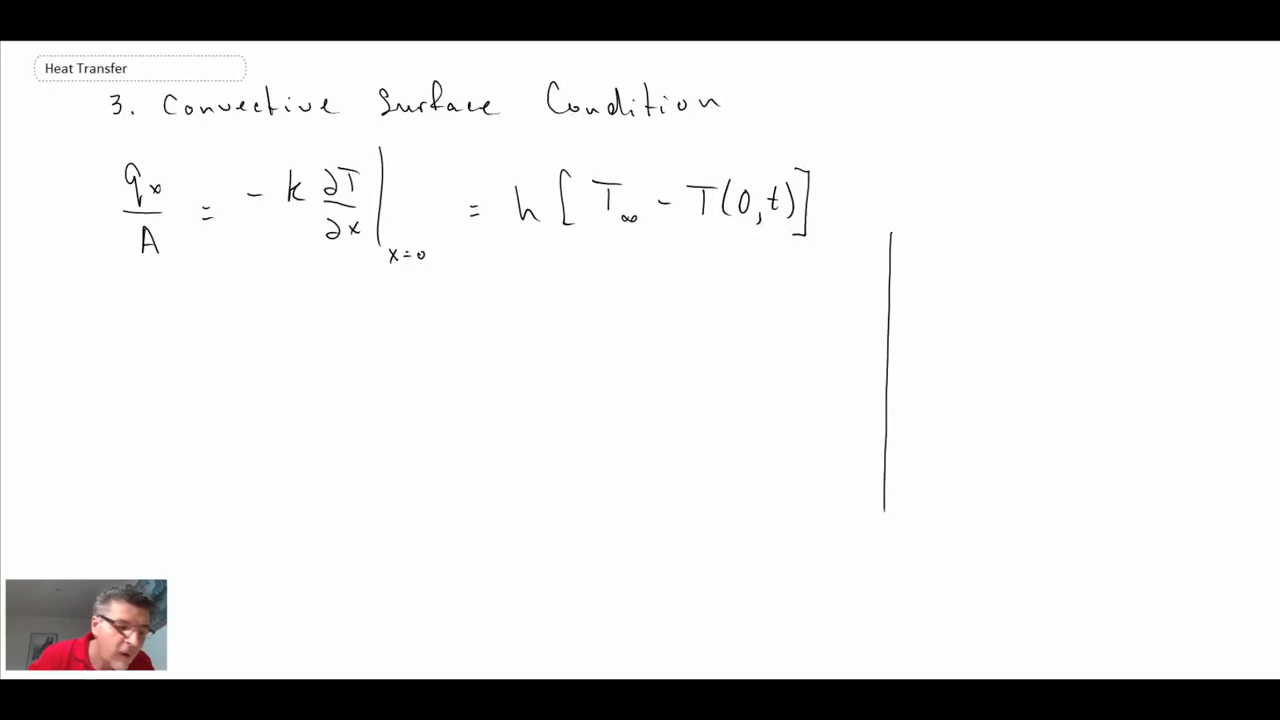 Heat Transfer
3. Convective Surface Condition
qx/A = - k ∂T/∂x |x=0 = h [ T∞ - T(0,t) ]